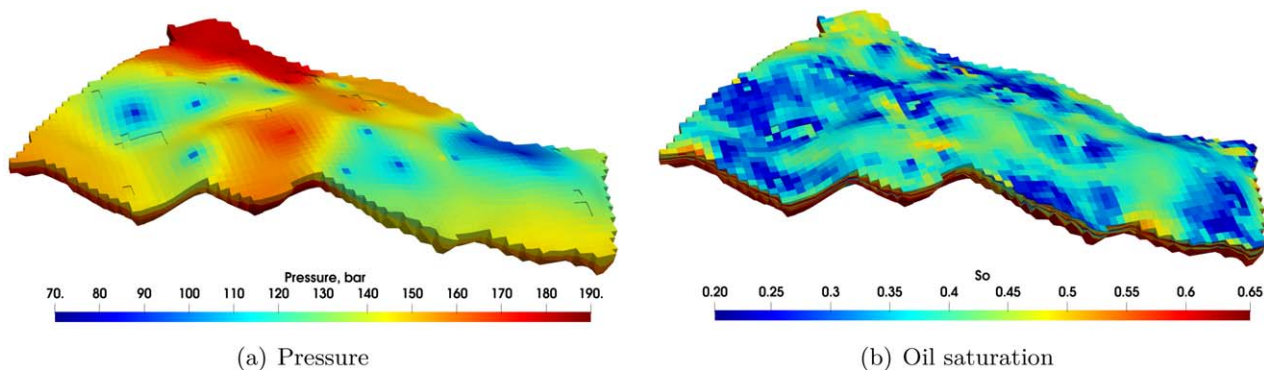 Pressure, bar
70. 80 90 100 110 120 130 140 150 160 170 180 190.
(a) Pressure
So
0.20 0.25 0.3 0.35 0.4 0.45 0.5 0.55 0.6 0.65
(b) Oil saturation